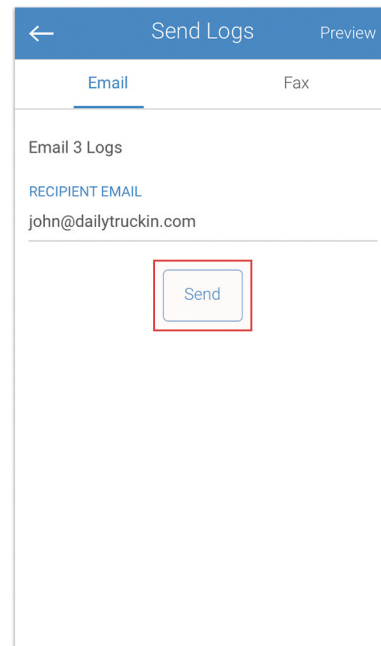 Send Logs Preview
Email Fax
Email 3 Logs
RECIPIENT EMAIL
john@dailytruckin.com
Send